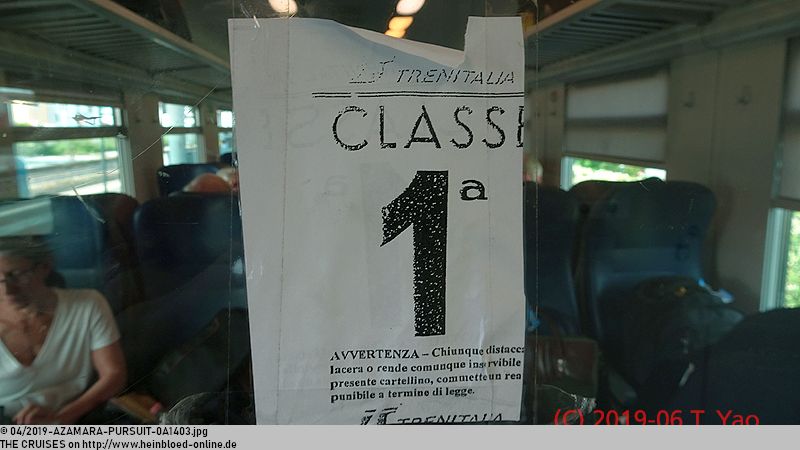 TRENITALIA
CLASSE
1a
AVVERTENZA – Chiunque distacca
lacera o rende comunque inservibile
presente cartellino, commette un rea
punibile a termine di legge.
TRENITALIA
(C) 2019-06 T. Yao
© 04/2019-AZAMARA-PURSUIT-0A1403.jpg
THE CRUISES on http://www.heinbloed-online.de